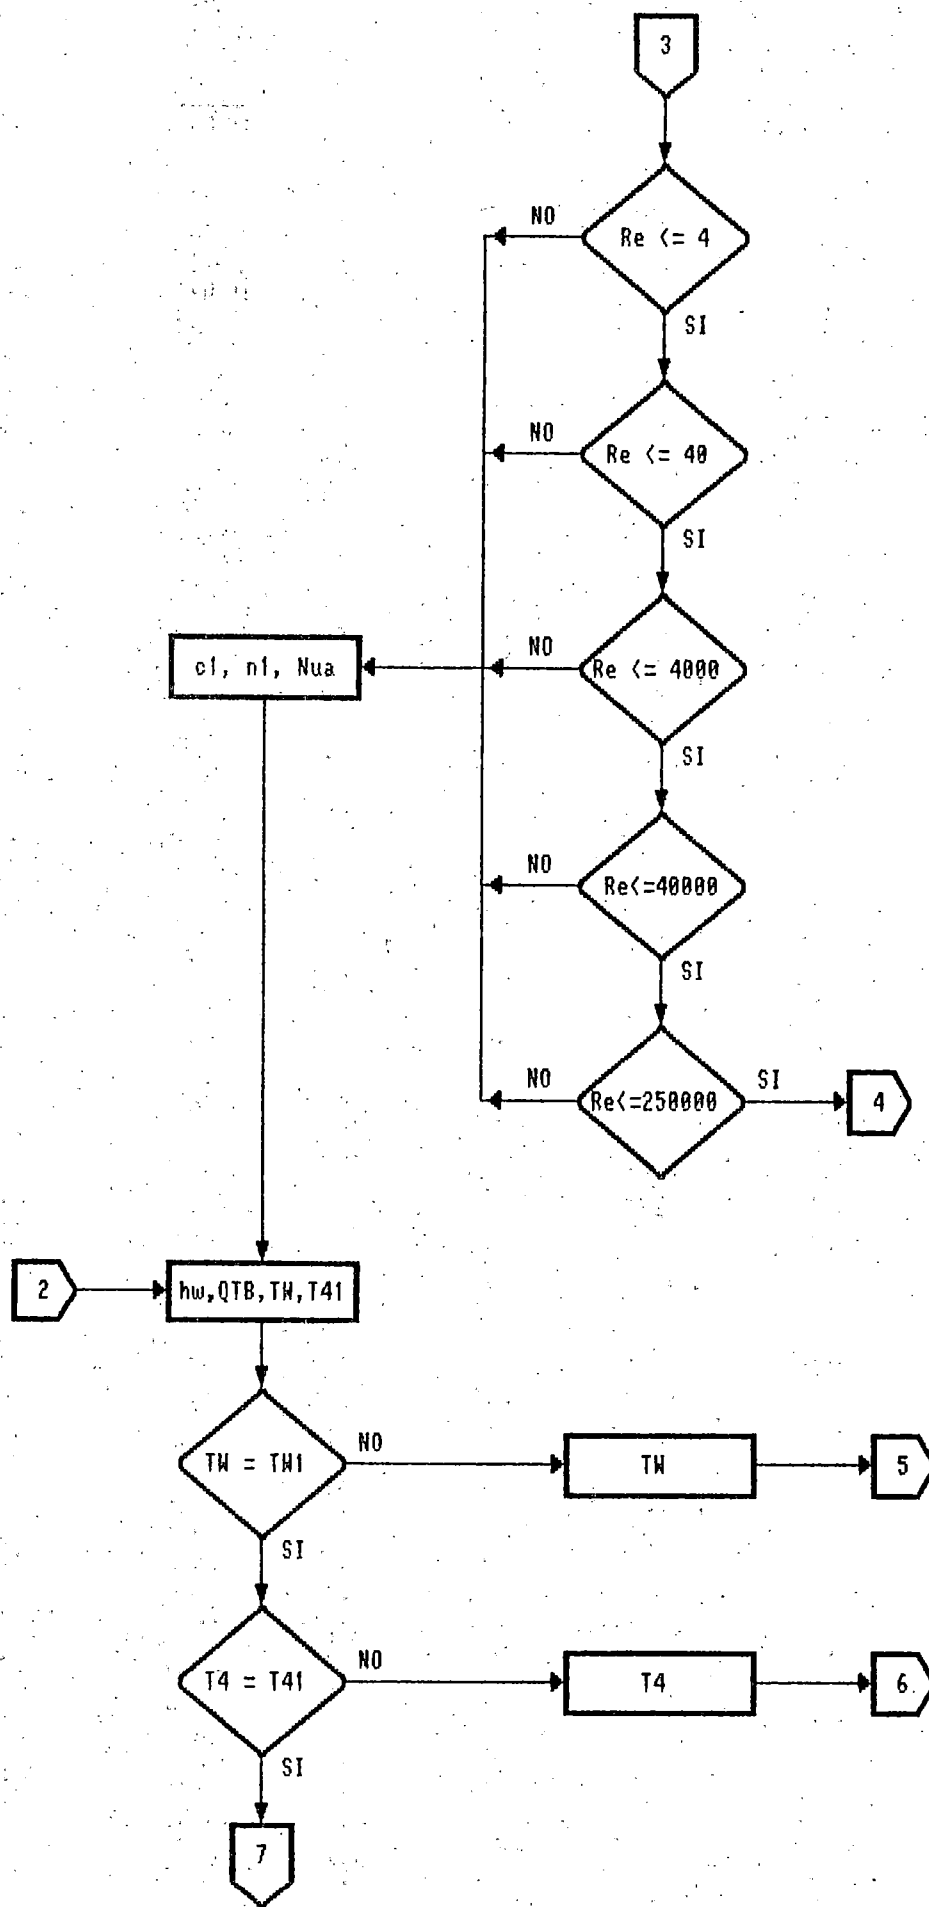 3
NO
Re <= 4
SI
NO
Re <= 40
SI
c1, n1, Nua
NO
Re <= 4000
SI
NO
Re<=40000
SI
NO
Re<=250000
SI
4
2
hw,QTB,TW,T41
TW = TW1
NO
TW
5
SI
T4 = T41
NO
T4
6
SI
7